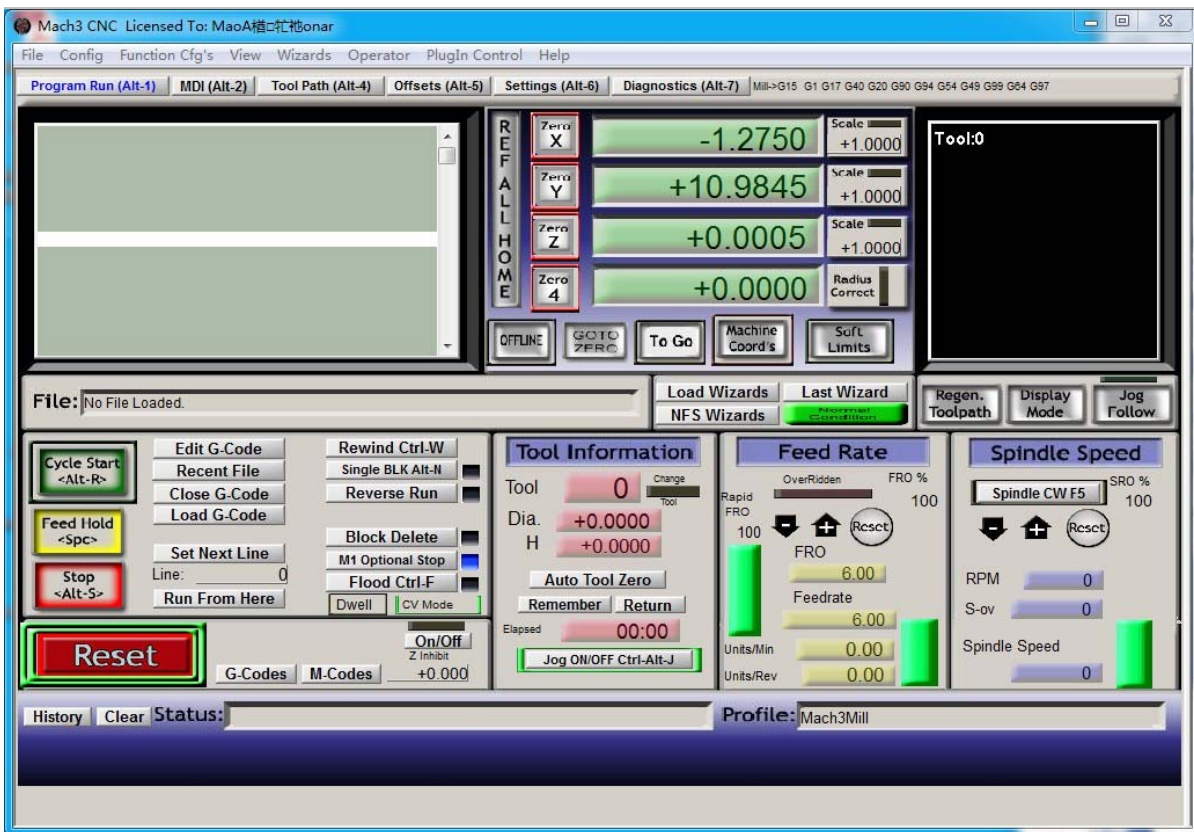 Mach3 CNC Licensed To: MaoA楢□牤衪onar
File Config Function Cfg's View Wizards Operator PlugIn Control Help
Program Run (Alt-1) MDI (Alt-2) Tool Path (Alt-4) Offsets (Alt-5) Settings (Alt-6) Diagnostics (Alt-7) Mill->G15 G1 G17 G40 G20 G90 G94 G54 G49 G99 G64 G97
REF ALL HOME
Zero X -1.2750 Scale +1.0000
Zero Y +10.9845 Scale +1.0000
Zero Z +0.0005 Scale +1.0000
Zero 4 +0.0000 Radius Correct
OFFLINE GOTO ZERO To Go Machine Coord's Soft Limits
Tool:0
File: No File Loaded.
Load Wizards Last Wizard
NFS Wizards Normal Condition
Regen. Toolpath Display Mode Jog Follow
Cycle Start <Alt-R>
Feed Hold <Spc>
Stop <Alt-S>
Edit G-Code
Recent File
Close G-Code
Load G-Code
Set Next Line
Line: 0
Run From Here
Rewind Ctrl-W
Single BLK Alt-N
Reverse Run
Block Delete
M1 Optional Stop
Flood Ctrl-F
Dwell CV Mode
Reset
G-Codes M-Codes
On/Off
Z Inhibit
+0.000
Tool Information
Tool 0 Change Tool
Dia. +0.0000
H +0.0000
Auto Tool Zero
Remember Return
Elapsed 00:00
Jog ON/OFF Ctrl-Alt-J
Feed Rate
OverRidden FRO %
100
Rapid FRO
100
Reset
FRO
6.00
Feedrate
6.00
Units/Min 0.00
Units/Rev 0.00
Spindle Speed
Spindle CW F5
SRO %
100
Reset
RPM 0
S-ov 0
Spindle Speed
0
History Clear Status:
Profile: Mach3Mill